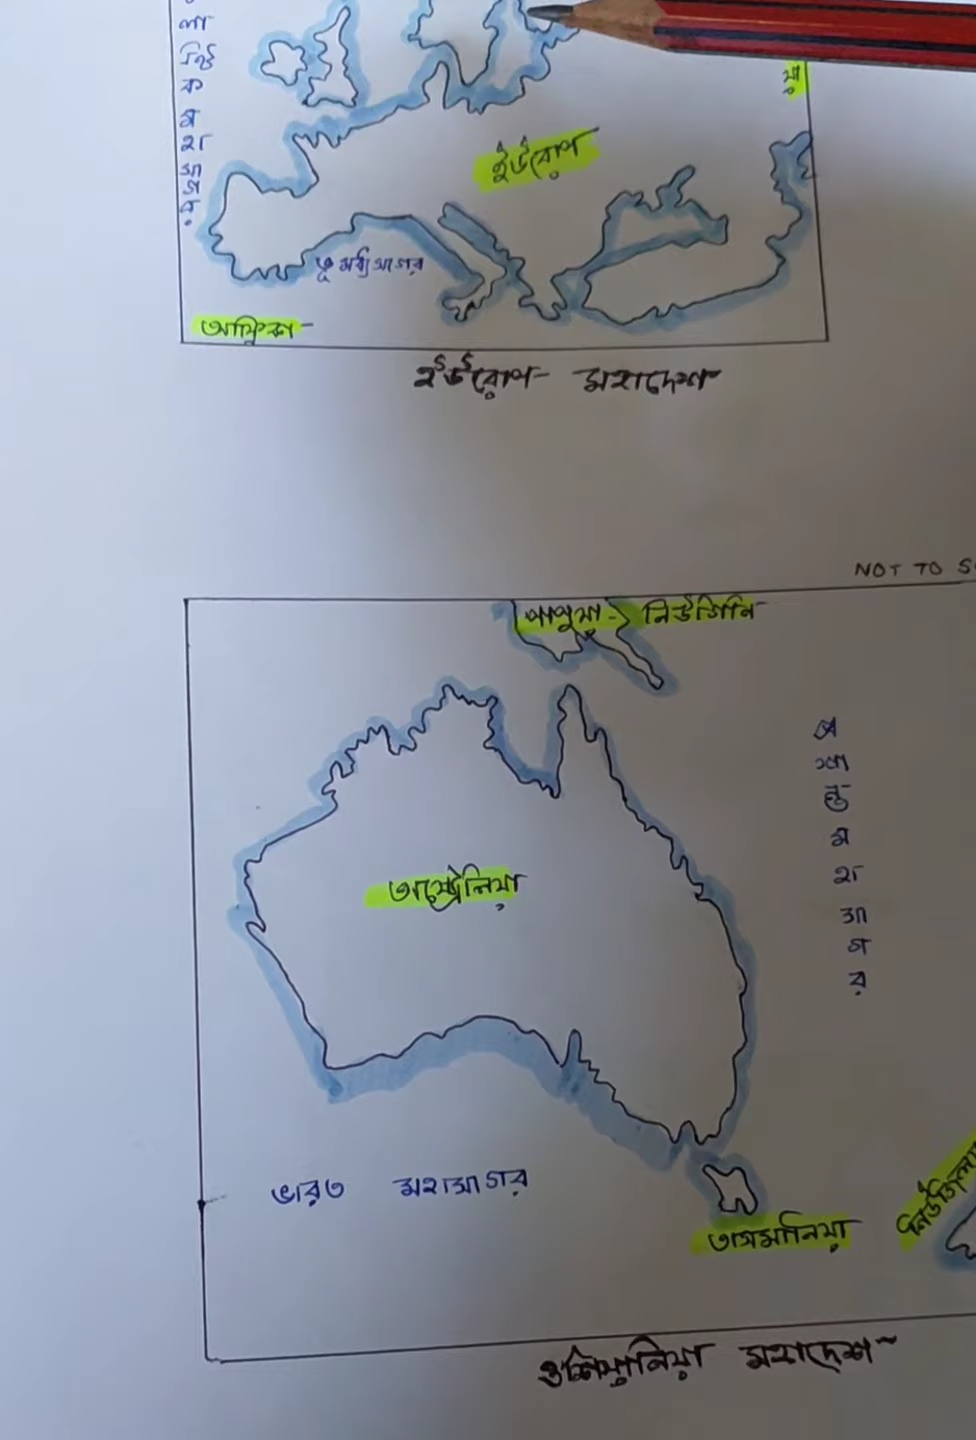 লান্টিক মহাসাগর
য়া
ইউরোপ
ভূমধ্যসাগর
আফ্রিকা
ইউরোপ মহাদেশ
NOT TO
পাপুয়া নিউগিনি
প্রশান্ত মহাসাগর
অস্ট্রেলিয়া
ভারত মহাসাগর
তাসমানিয়া
ওশিয়ানিয়া মহাদেশ